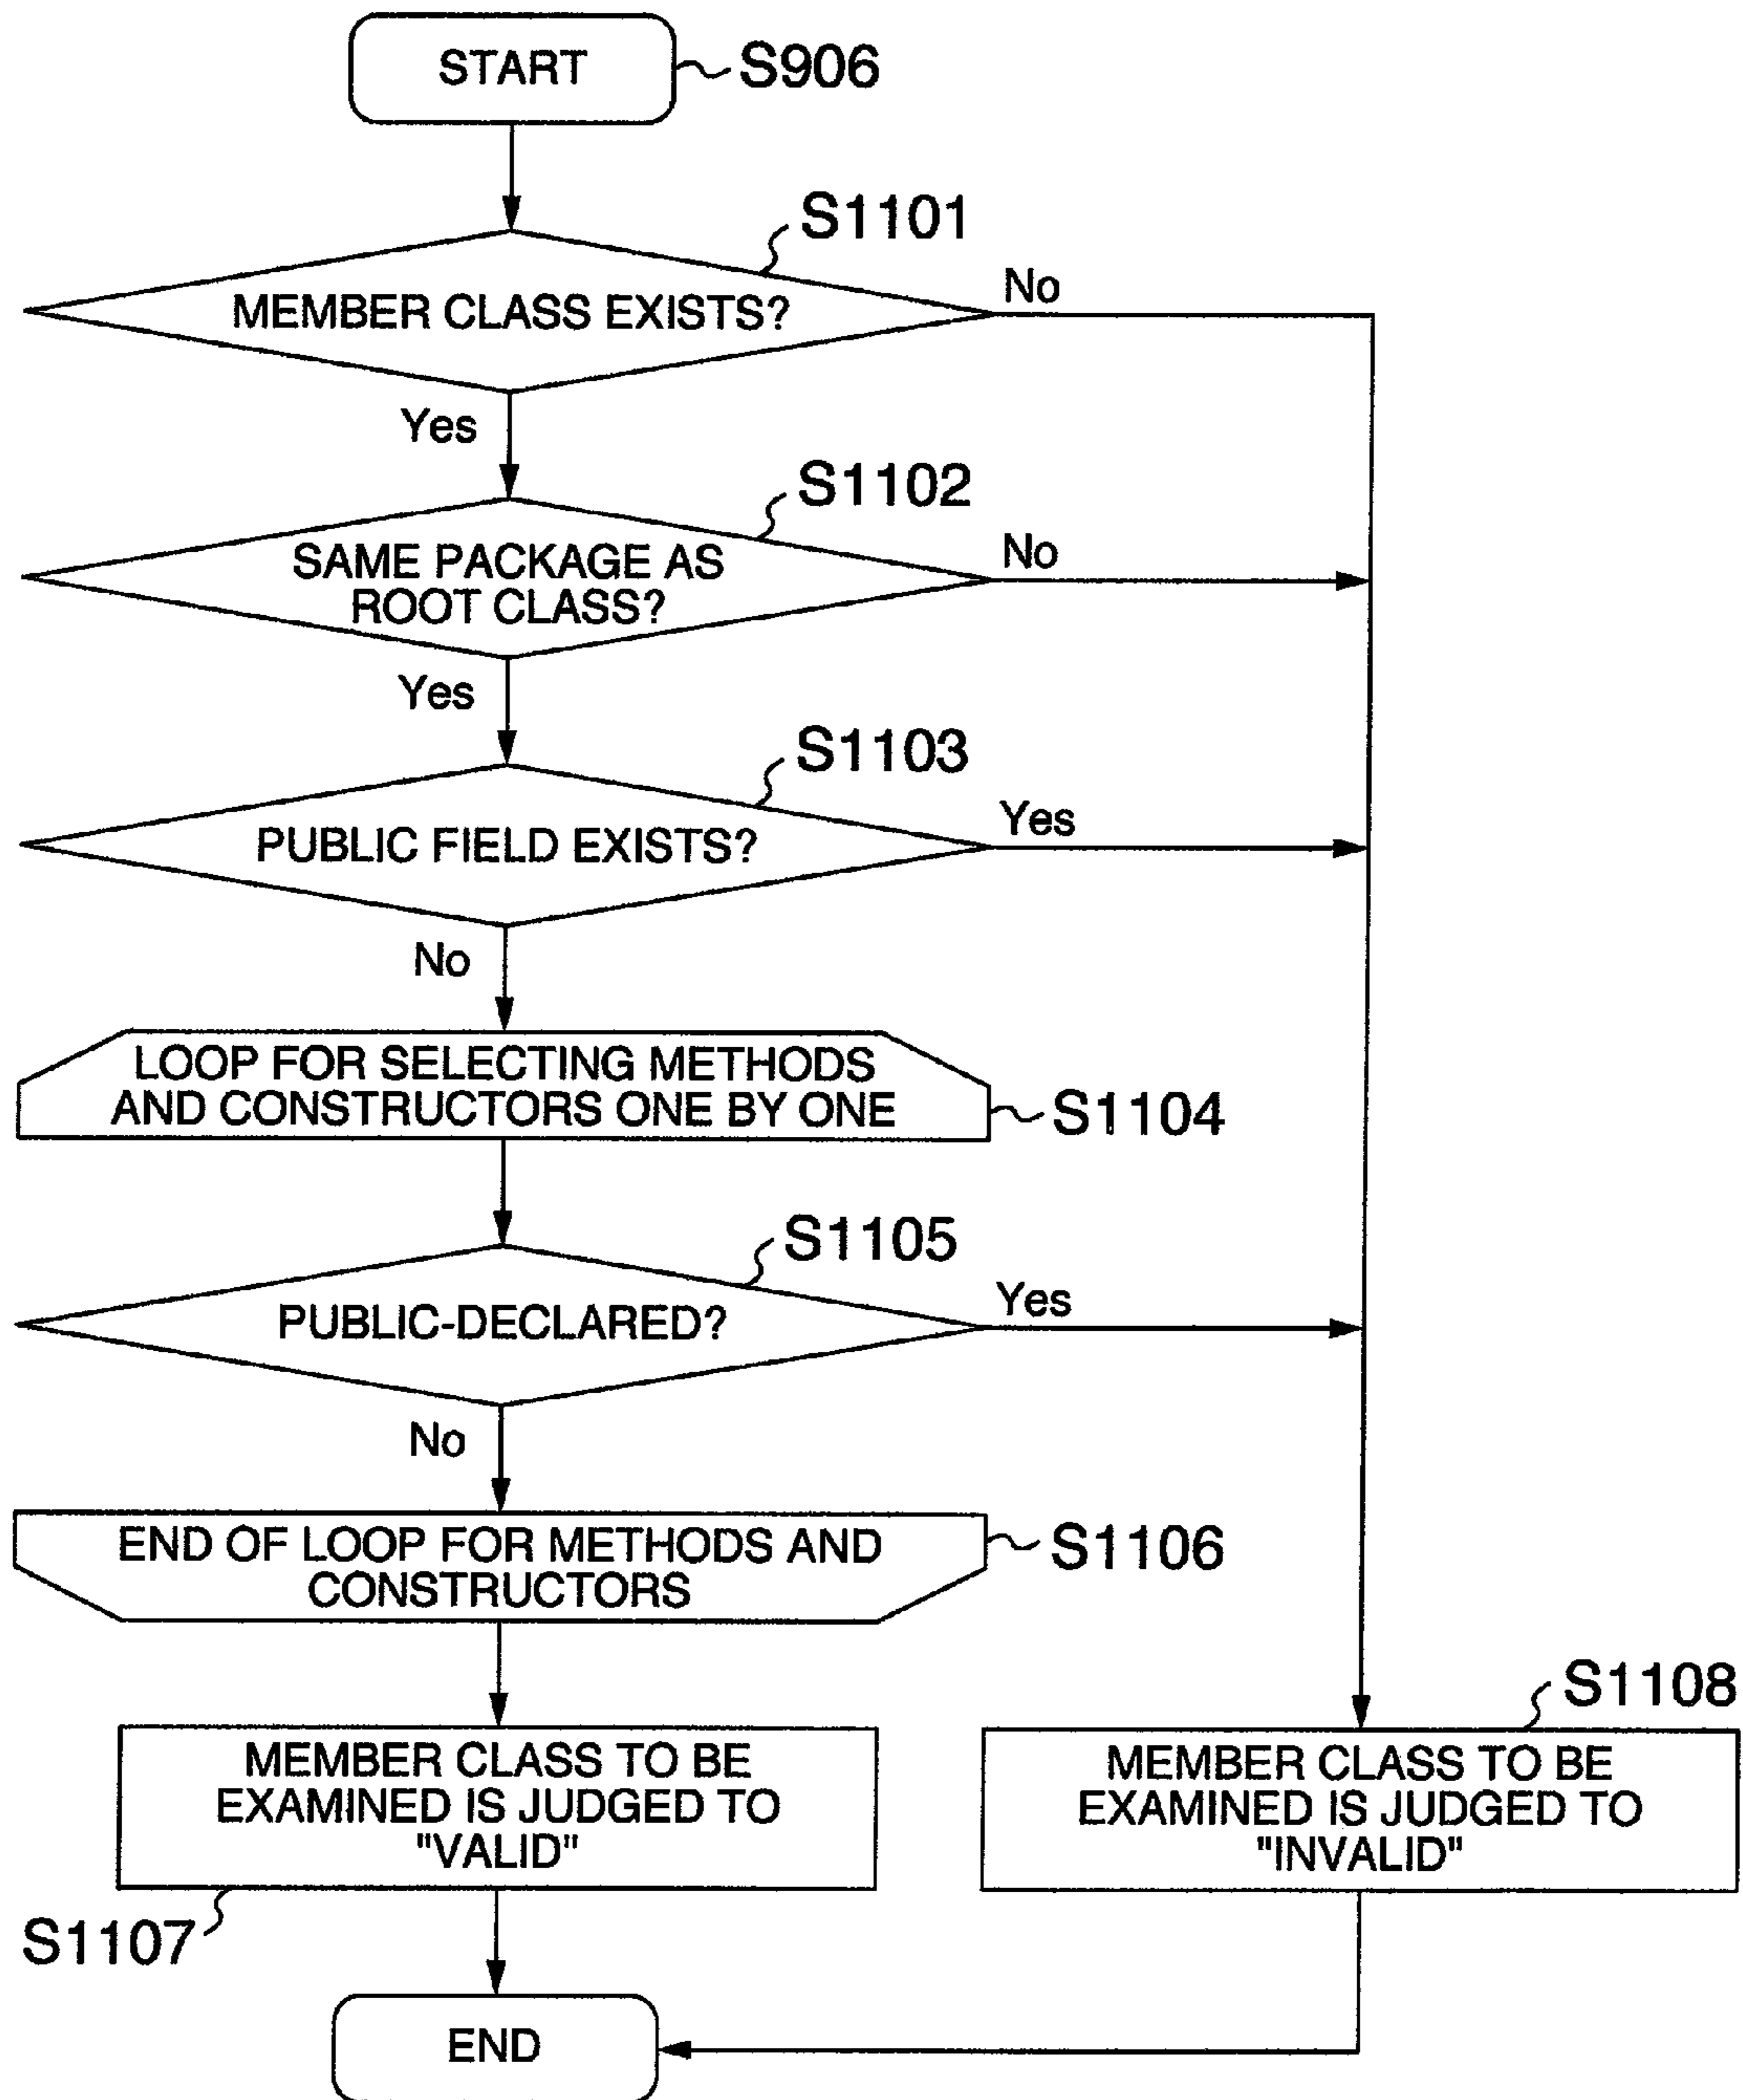 START
S906
S1101
MEMBER CLASS EXISTS?
No
Yes
S1102
SAME PACKAGE AS
ROOT CLASS?
No
Yes
S1103
PUBLIC FIELD EXISTS?
Yes
No
LOOP FOR SELECTING METHODS
AND CONSTRUCTORS ONE BY ONE
S1104
S1105
PUBLIC-DECLARED?
Yes
No
END OF LOOP FOR METHODS AND
CONSTRUCTORS
S1106
MEMBER CLASS TO BE
EXAMINED IS JUDGED TO
"VALID"
S1107
S1108
MEMBER CLASS TO BE
EXAMINED IS JUDGED TO
"INVALID"
END